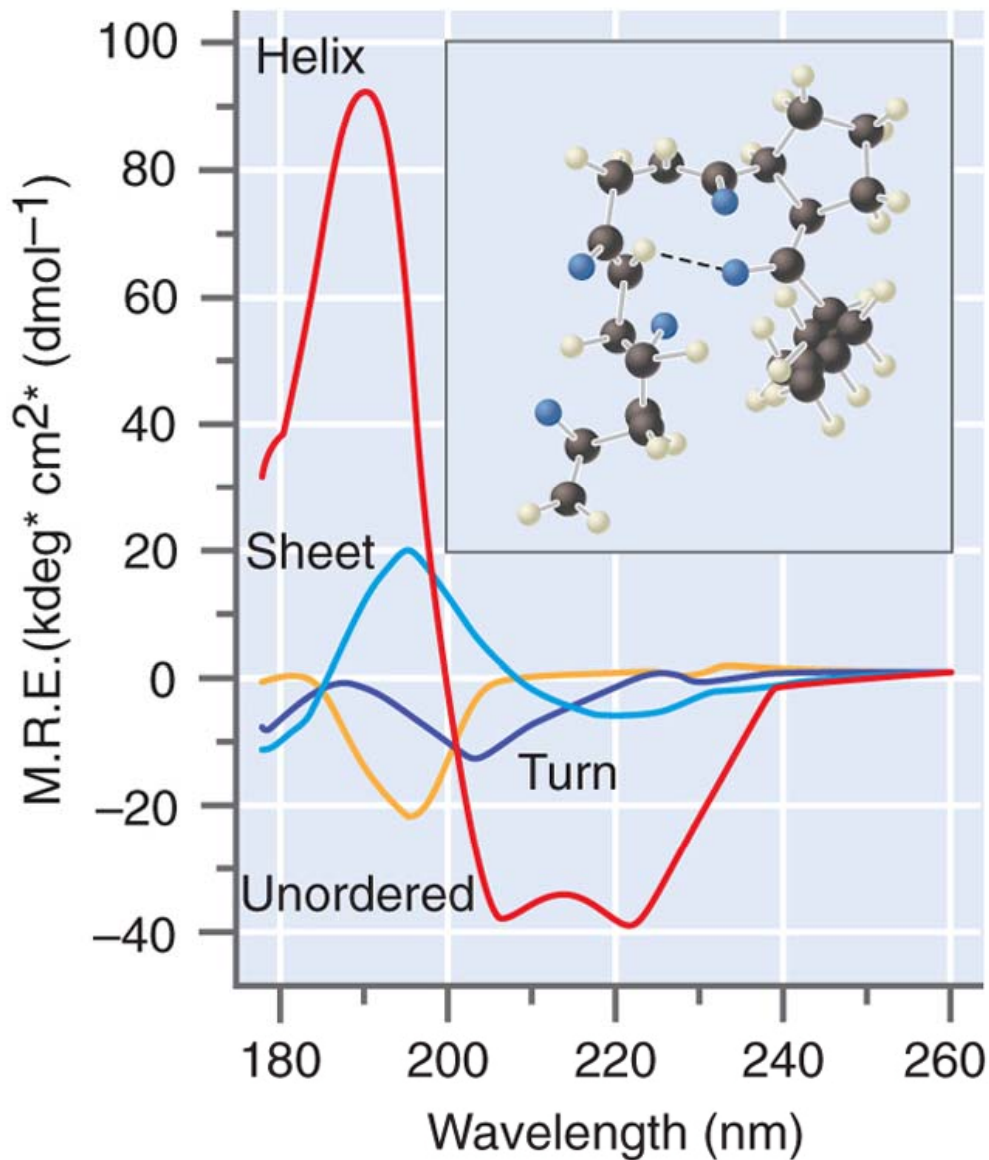 100
80
60
40
20
0
–20
–40
M.R.E.(kdeg* cm2* (dmol–1)
Helix
Sheet
Turn
Unordered
180 200 220 240 260
Wavelength (nm)